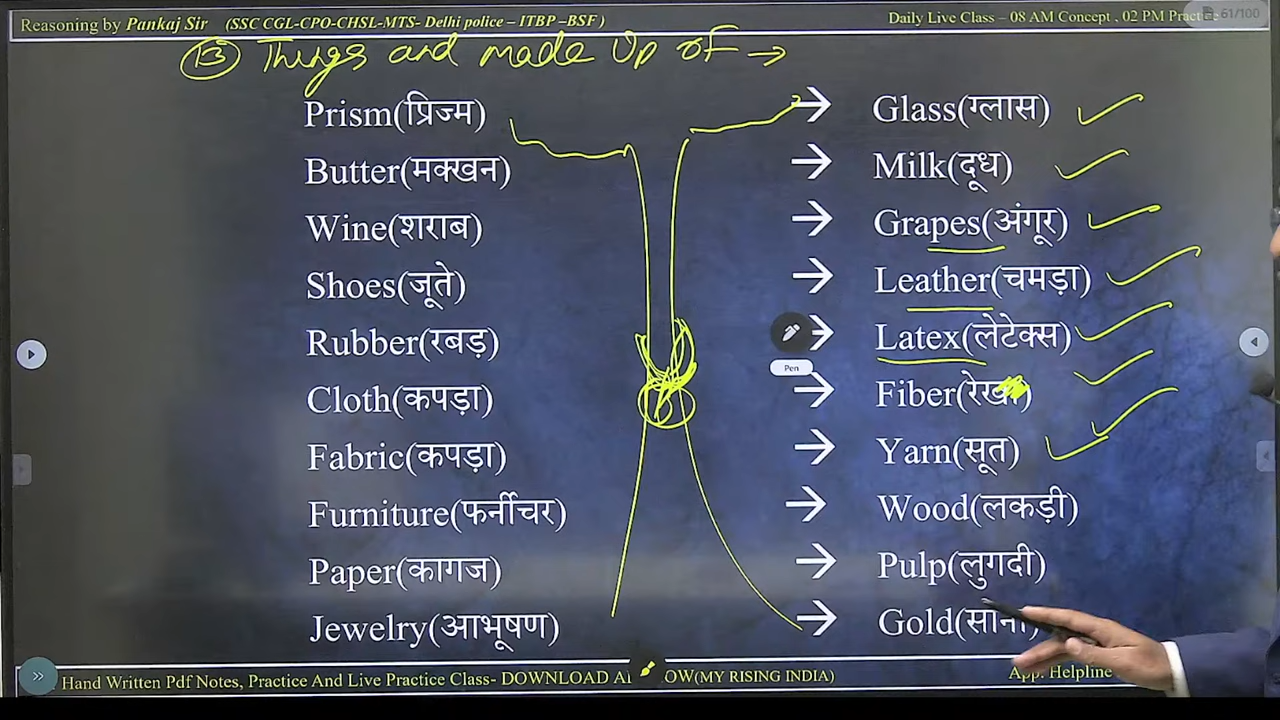 Reasoning by Pankaj Sir (SSC CGL-CPO-CHSL-MTS- Delhi police – ITBP –BSF ) Daily Live Class – 08 AM Concept , 02 PM Practice 61/100
13 Things and made up of →
Prism(प्रिज्म) → Glass(ग्लास)
Butter(मक्खन) → Milk(दूध)
Wine(शराब) → Grapes(अंगूर)
Shoes(जूते) → Leather(चमड़ा)
Rubber(रबड़) → Latex(लेटेक्स)
Pen
Cloth(कपड़ा) → Fiber(रेखा)
Fabric(कपड़ा) → Yarn(सूत)
Furniture(फर्नीचर) → Wood(लकड़ी)
Paper(कागज) → Pulp(लुगदी)
Jewelry(आभूषण) → Gold(सोना)
Hand Written Pdf Notes, Practice And Live Practice Class- DOWNLOAD (MY RISING INDIA) App. Helpline